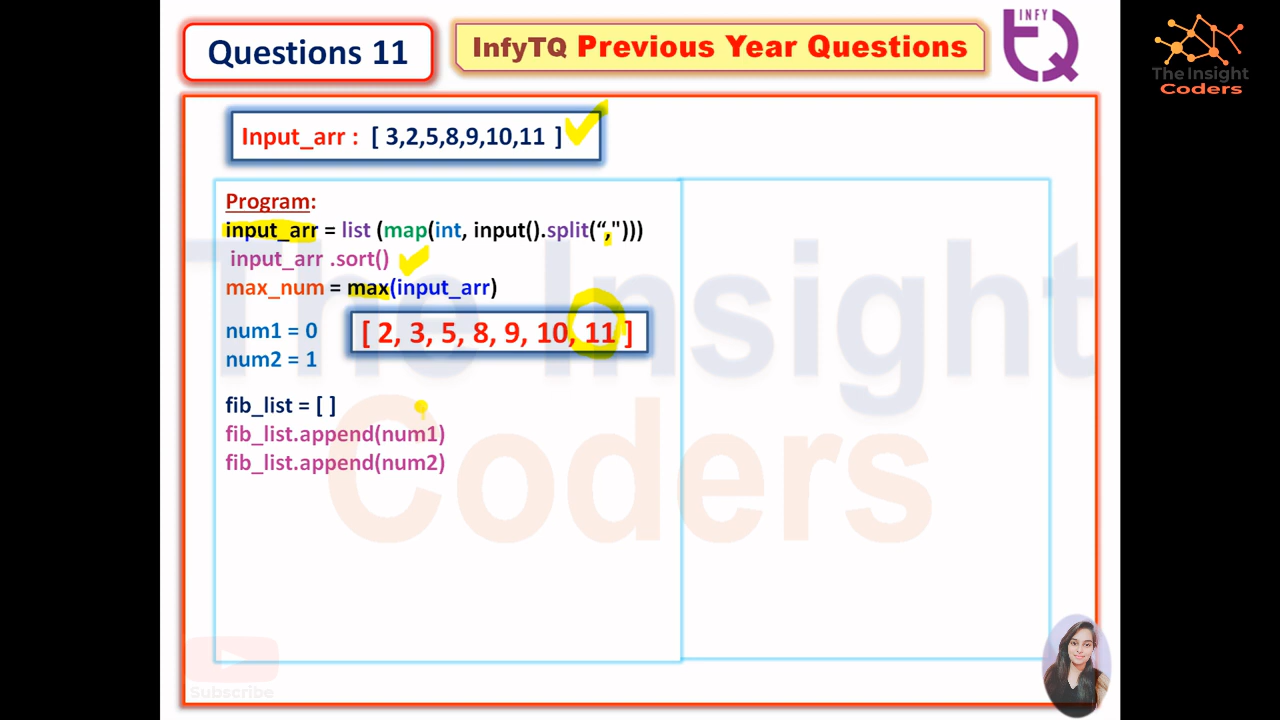 Questions 11
InfyTQ Previous Year Questions
INFY
TQ
The Insight
Coders
Input_arr : [ 3,2,5,8,9,10,11 ]
Program:
input_arr = list (map(int, input().split(“,")))
input_arr .sort()
max_num = max(input_arr)
num1 = 0
[ 2, 3, 5, 8, 9, 10, 11 ]
num2 = 1
fib_list = [ ]
fib_list.append(num1)
fib_list.append(num2)
The Insight
Coders
Subscribe